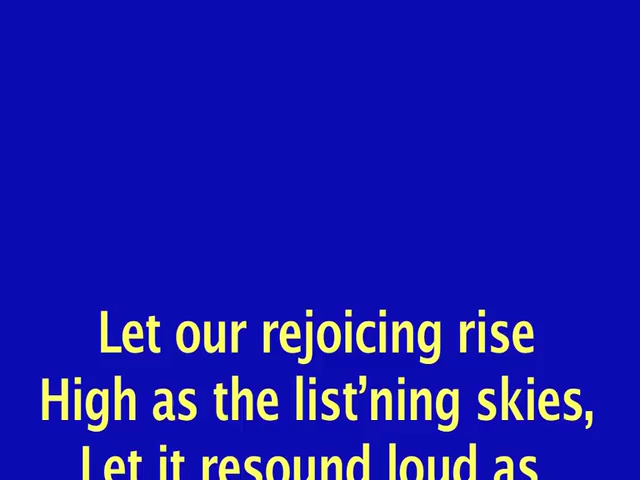 Let our rejoicing rise
High as the list’ning skies,
Let it resound loud as